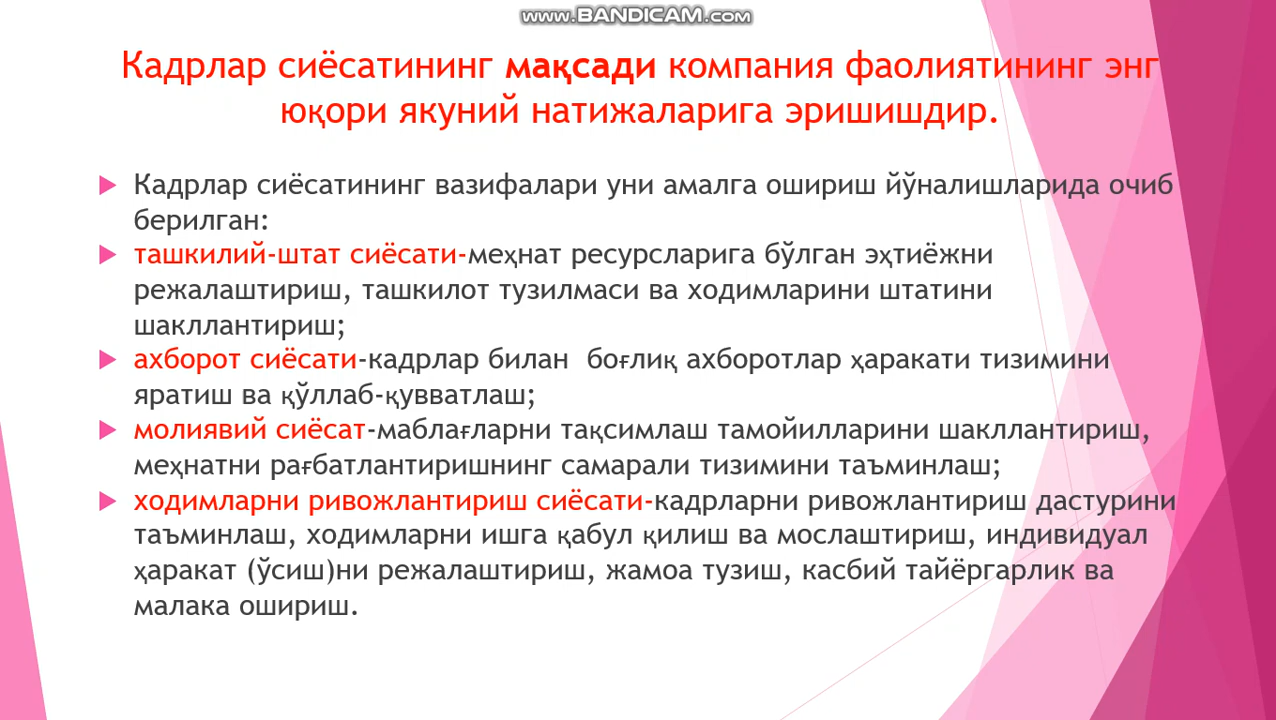 www.BANDICAM.com
Кадрлар сиёсатининг мақсади компания фаолиятининг энг
юқори якуний натижаларига эришишдир.
Кадрлар сиёсатининг вазифалари уни амалга ошириш йўналишларида очиб
берилган:
ташкилий-штат сиёсати-меҳнат ресурсларига бўлган эҳтиёжни
режалаштириш, ташкилот тузилмаси ва ходимларини штатини
шакллантириш;
ахборот сиёсати-кадрлар билан  боғлиқ ахборотлар ҳаракати тизимини
яратиш ва қўллаб-қувватлаш;
молиявий сиёсат-маблағларни тақсимлаш тамойилларини шакллантириш,
меҳнатни рағбатлантиришнинг самарали тизимини таъминлаш;
ходимларни ривожлантириш сиёсати-кадрларни ривожлантириш дастурини
таъминлаш, ходимларни ишга қабул қилиш ва мослаштириш, индивидуал
ҳаракат (ўсиш)ни режалаштириш, жамоа тузиш, касбий тайёргарлик ва
малака ошириш.